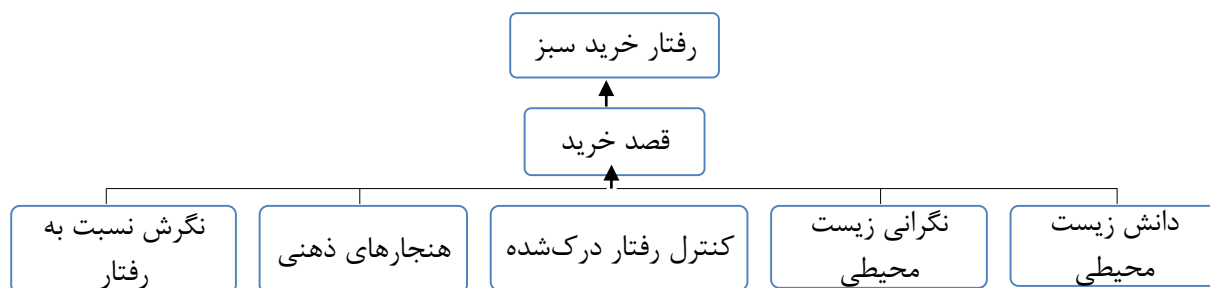 رفتار خرید سبز
قصد خرید
دانش زیست
محیطی
نگرانی زیست
محیطی
کنترل رفتار درک‌شده
هنجارهای ذهنی
نگرش نسبت به
رفتار